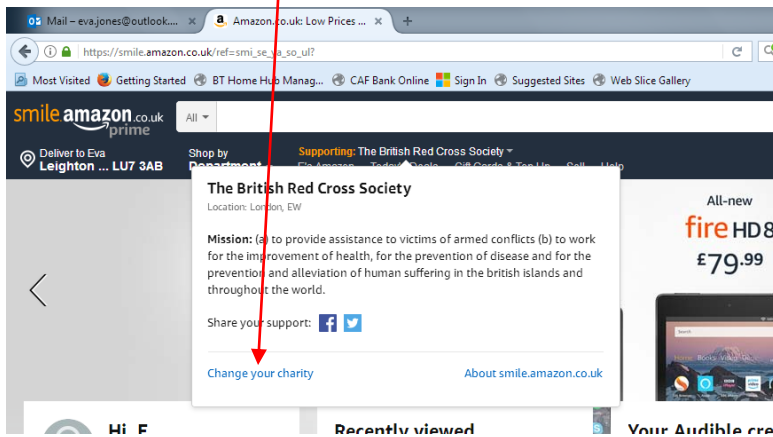 Mail – eva.jones@outlook....
Amazon.co.uk: Low Prices ...
https://smile.amazon.co.uk/ref=smi_se_ya_so_ul?
Most Visited Getting Started BT Home Hub Manag... CAF Bank Online Sign In Suggested Sites Web Slice Gallery
smile.amazon.co.uk
prime
All
Deliver to Eva
Leighton ... LU7 3AB
Shop by
Department
Supporting: The British Red Cross Society
E's Amazon Today's Deals Gift Cards & Top Up Sell Help
The British Red Cross Society
Location: London, EW
Mission: (a) to provide assistance to victims of armed conflicts (b) to work
for the improvement of health, for the prevention of disease and for the
prevention and alleviation of human suffering in the british islands and
throughout the world.
Share your support:
Change your charity
About smile.amazon.co.uk
All-new
fire HD8
£79.99
Hi, E
Recently viewed
Your Audible cre